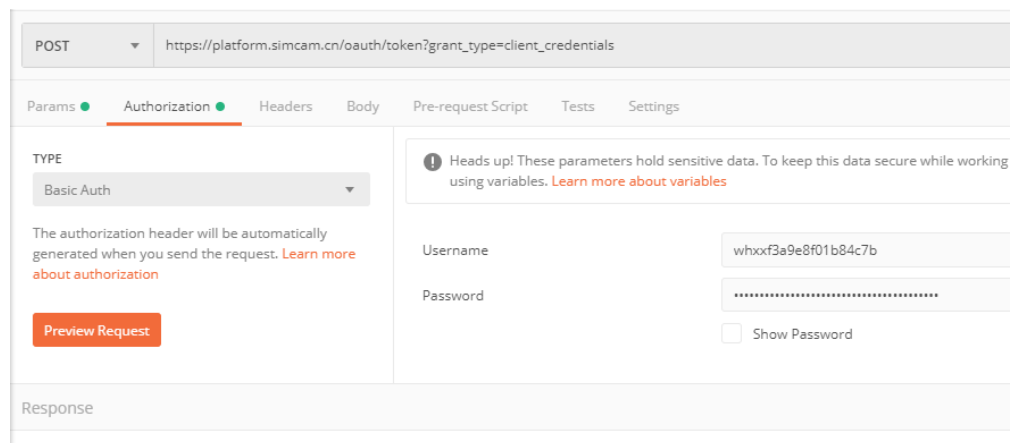 POST https://platform.simcam.cn/oauth/token?grant_type=client_credentials
Params Authorization Headers Body Pre-request Script Tests Settings
TYPE
Basic Auth
The authorization header will be automatically
generated when you send the request. Learn more
about authorization
Preview Request
Heads up! These parameters hold sensitive data. To keep this data secure while working
using variables. Learn more about variables
Username whxxf3a9e8f01b84c7b
Password ••••••••••••••••••••••••••••••••••••••••
Show Password
Response